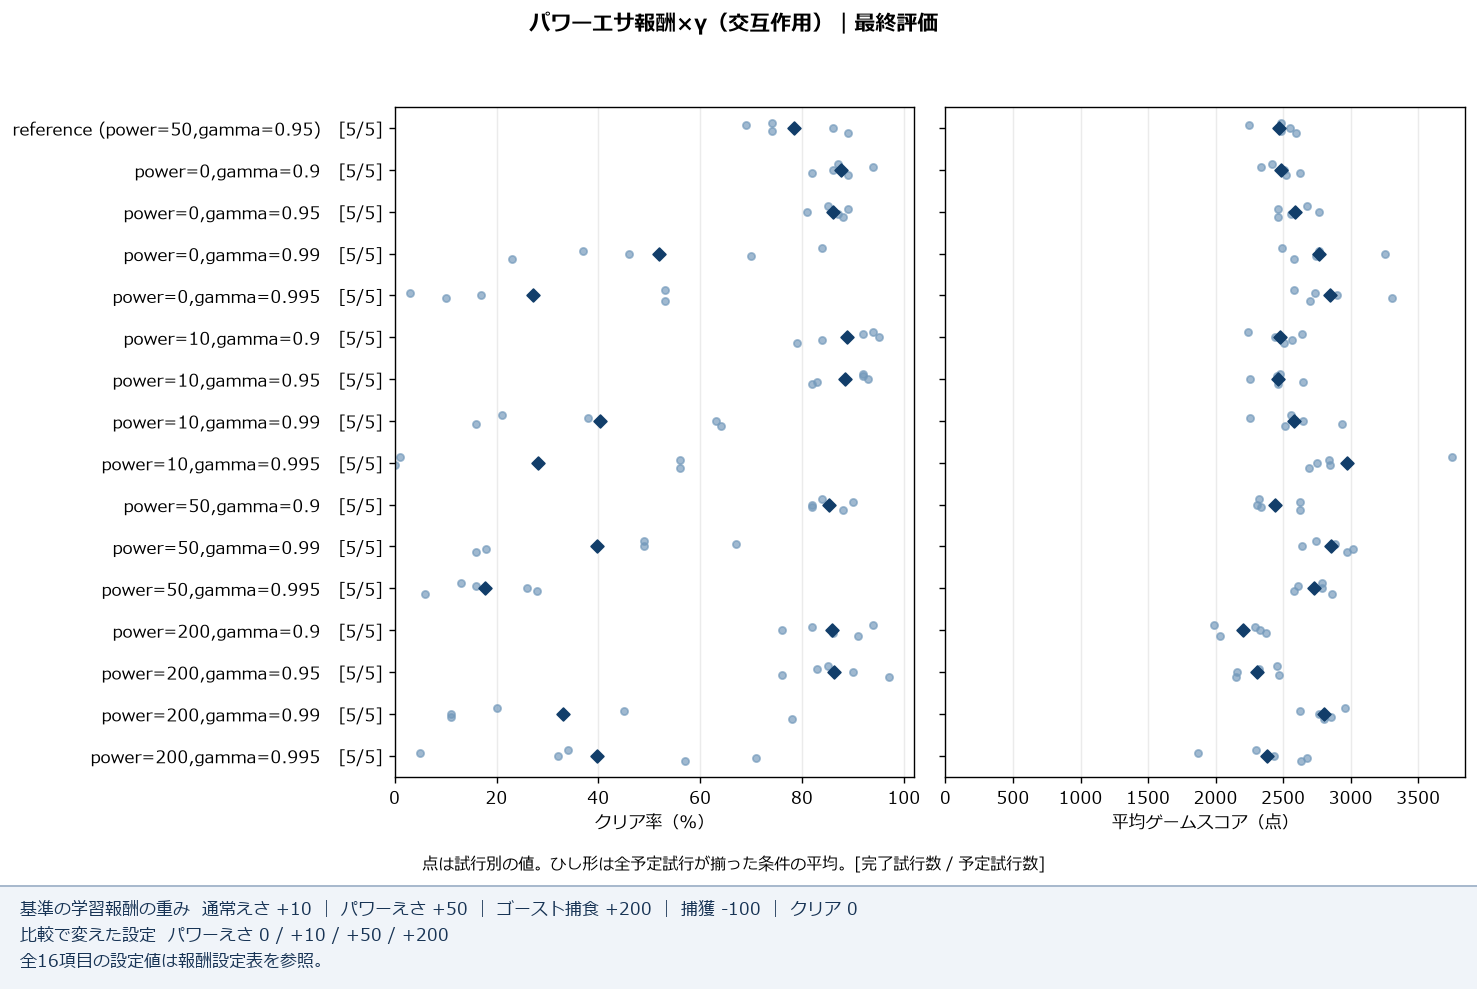 パワーエサ報酬×γ（交互作用）｜最終評価
reference (power=50,gamma=0.95) [5/5]
power=0,gamma=0.9 [5/5]
power=0,gamma=0.95 [5/5]
power=0,gamma=0.99 [5/5]
power=0,gamma=0.995 [5/5]
power=10,gamma=0.9 [5/5]
power=10,gamma=0.95 [5/5]
power=10,gamma=0.99 [5/5]
power=10,gamma=0.995 [5/5]
power=50,gamma=0.9 [5/5]
power=50,gamma=0.99 [5/5]
power=50,gamma=0.995 [5/5]
power=200,gamma=0.9 [5/5]
power=200,gamma=0.95 [5/5]
power=200,gamma=0.99 [5/5]
power=200,gamma=0.995 [5/5]
0 20 40 60 80 100
クリア率（%）
0 500 1000 1500 2000 2500 3000 3500
平均ゲームスコア（点）
点は試行別の値。ひし形は全予定試行が揃った条件の平均。[完了試行数 / 予定試行数]
基準の学習報酬の重み 通常えさ +10 ｜ パワーえさ +50 ｜ ゴースト捕食 +200 ｜ 捕獲 -100 ｜ クリア 0
比較で変えた設定 パワーえさ 0 / +10 / +50 / +200
全16項目の設定値は報酬設定表を参照。